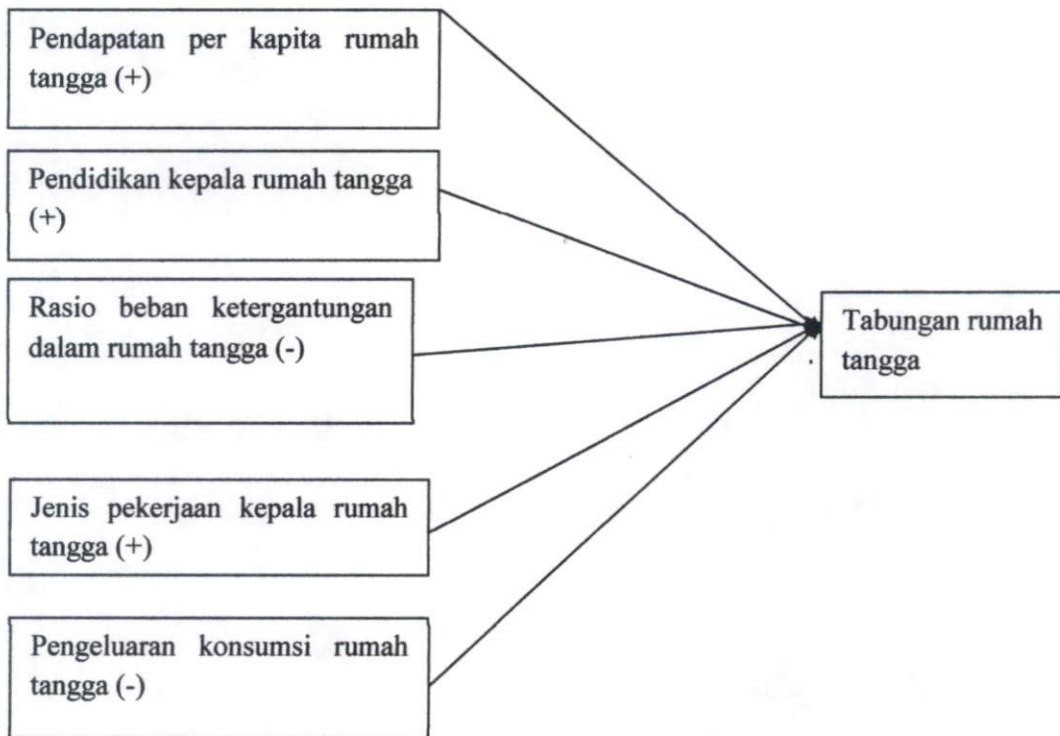 Pendapatan per kapita rumah
tangga (+)
Pendidikan kepala rumah tangga
(+)
Rasio beban ketergantungan
dalam rumah tangga (-)
Tabungan rumah
tangga
Jenis pekerjaan kepala rumah
tangga (+)
Pengeluaran konsumsi rumah
tangga (-)